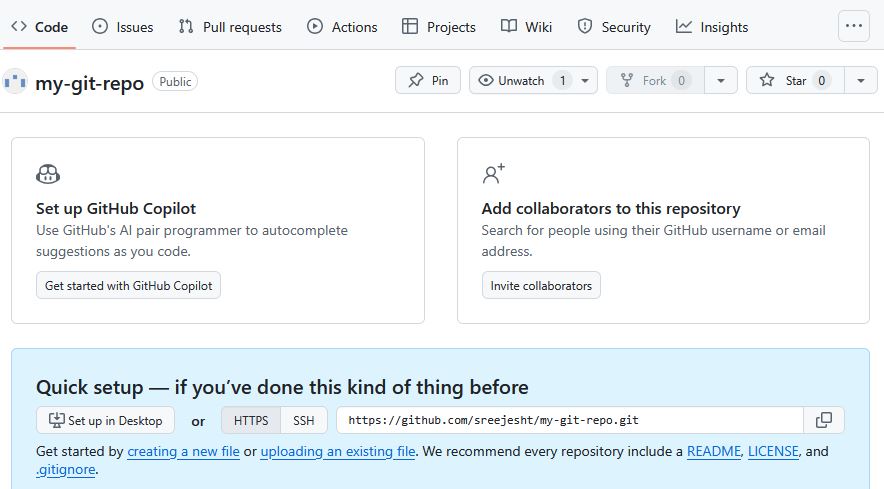 Code Issues Pull requests Actions Projects Wiki Security Insights ...
my-git-repo Public Pin Unwatch 1 Fork 0 Star 0
Set up GitHub Copilot
Use GitHub's AI pair programmer to autocomplete
suggestions as you code.
Get started with GitHub Copilot
Add collaborators to this repository
Search for people using their GitHub username or email
address.
Invite collaborators
Quick setup — if you’ve done this kind of thing before
Set up in Desktop or HTTPS SSH https://github.com/sreejesht/my-git-repo.git
Get started by creating a new file or uploading an existing file. We recommend every repository include a README, LICENSE, and
.gitignore.